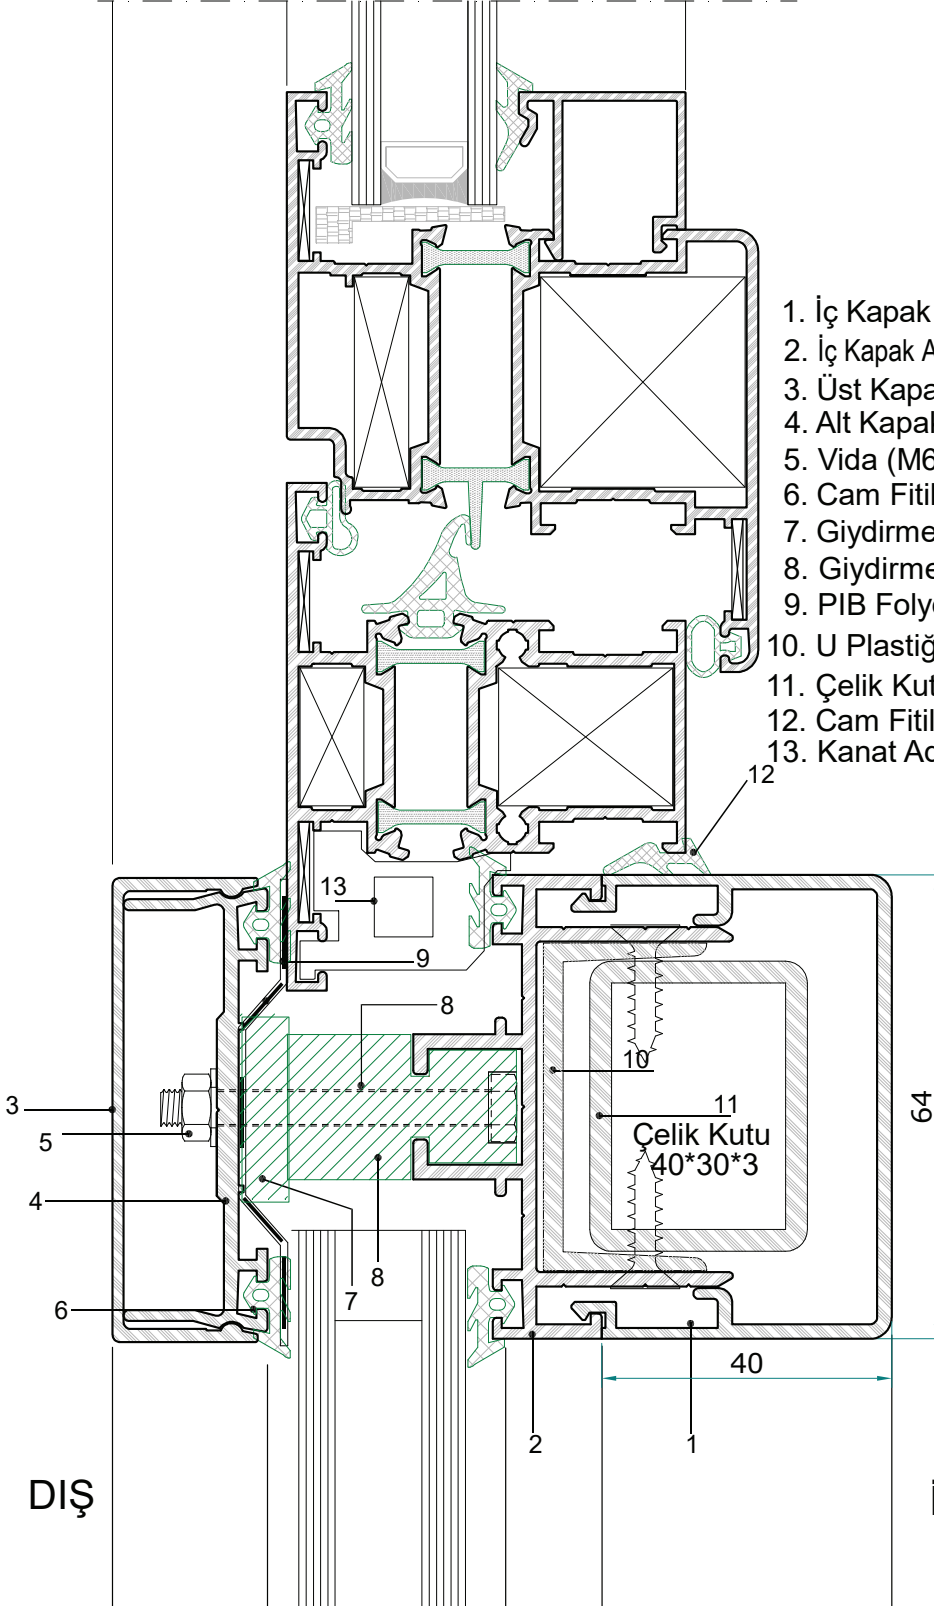 1. İç Kapak
2. İç Kapak A
3. Üst Kapa
4. Alt Kapak
5. Vida (M6
6. Cam Fitil
7. Giydirme
8. Giydirme
9. PIB Folyo
10. U Plastiğ
11. Çelik Kut
12. Cam Fitil
13. Kanat Ad
12
13
9
8
10
3
11
5
Çelik Kutu
40*30*3
64
4
8
7
6
40
2
1
DIŞ